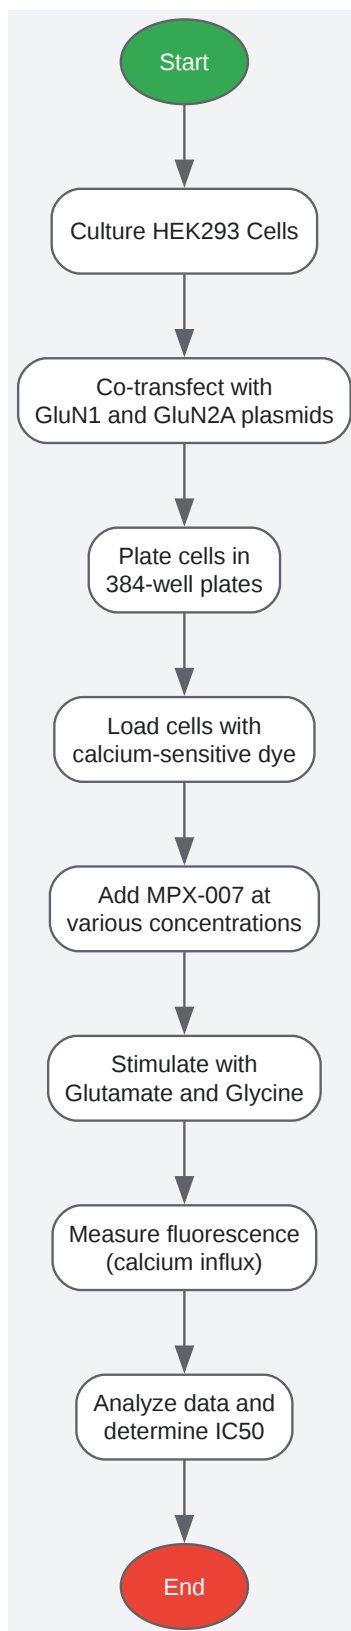 Start
Culture HEK293 Cells
Co-transfect with
GluN1 and GluN2A plasmids
Plate cells in
384-well plates
Load cells with
calcium-sensitive dye
Add MPX-007 at
various concentrations
Stimulate with
Glutamate and Glycine
Measure fluorescence
(calcium influx)
Analyze data and
determine IC50
End